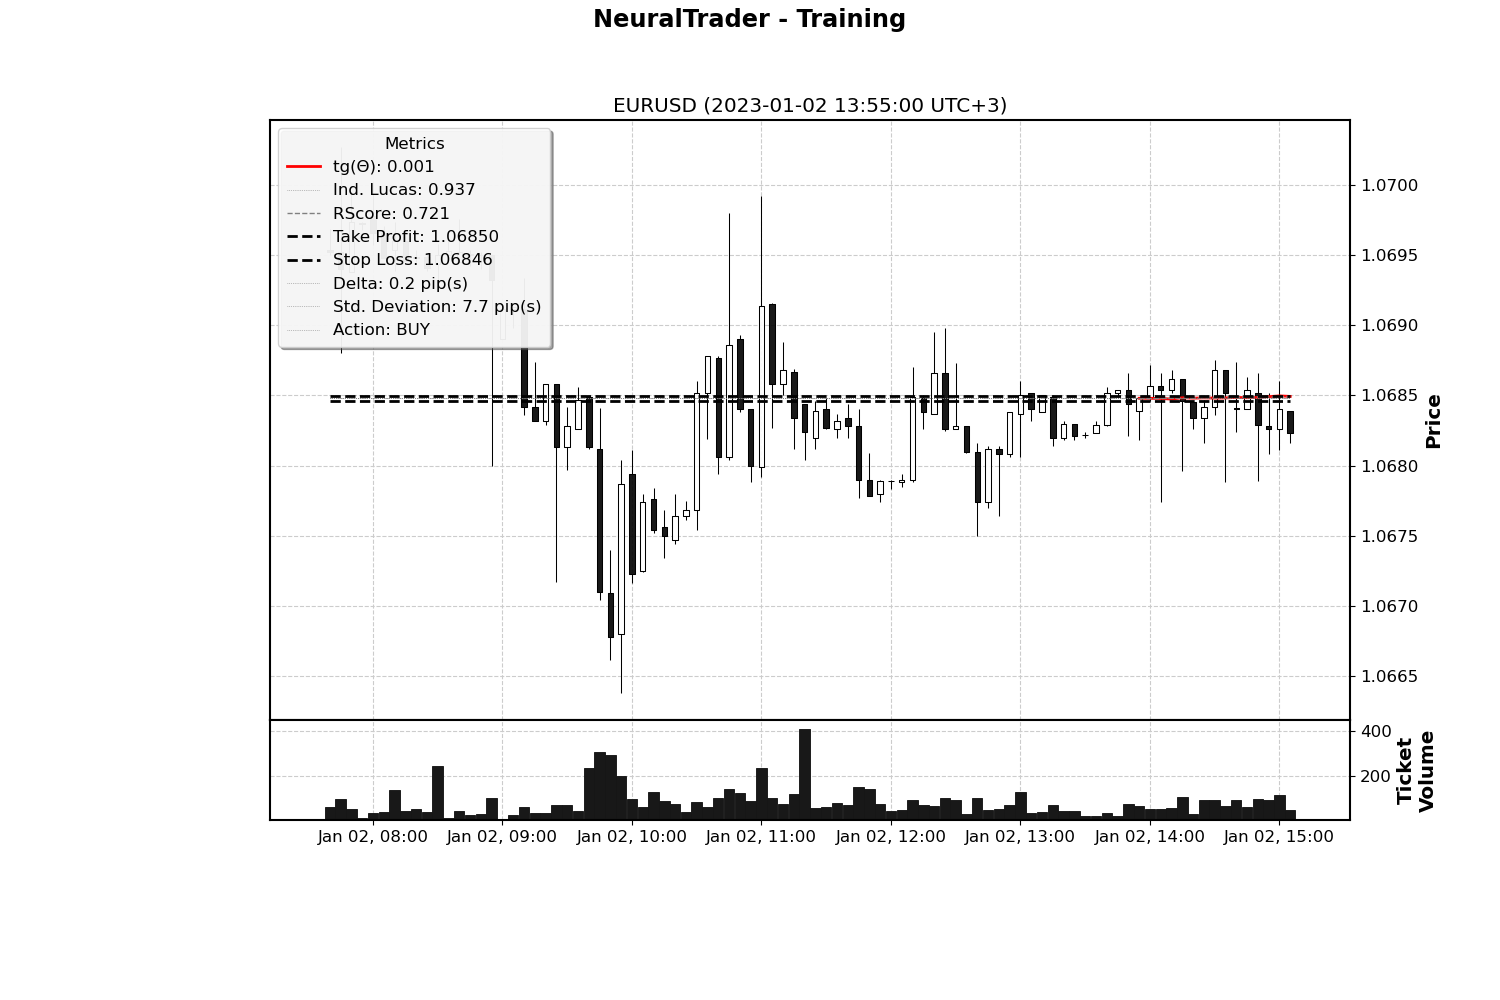 NeuralTrader - Training
EURUSD (2023-01-02 13:55:00 UTC+3)
Metrics
tg(Θ): 0.001
Ind. Lucas: 0.937
RScore: 0.721
Take Profit: 1.06850
Stop Loss: 1.06846
Delta: 0.2 pip(s)
Std. Deviation: 7.7 pip(s)
Action: BUY
1.0700
1.0695
1.0690
1.0685
1.0680
1.0675
1.0670
1.0665
Price
400
200
Ticket
Volume
Jan 02, 08:00
Jan 02, 09:00
Jan 02, 10:00
Jan 02, 11:00
Jan 02, 12:00
Jan 02, 13:00
Jan 02, 14:00
Jan 02, 15:00